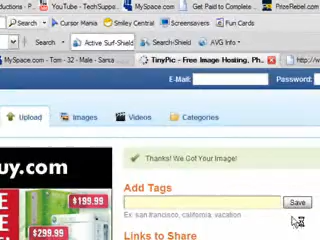 YouTube - TechSuppe... MySpace.com Get Paid to Complete ... PrizeRebel.com
Search Cursor Mania Smiley Central Screensavers Fun Cards
Search Active Surf-Shield Search-Shield AVG Info
MySpace.com - Tom - 32 - Male - Santa ... TinyPic - Free Image Hosting, Ph...
E-Mail: Password:
Upload Images Videos Categories
Thanks! We Got Your Image!
uy.com
Add Tags
$199.99
Save
Ex: san francisco, california, vacation
$299.99
Links to Share